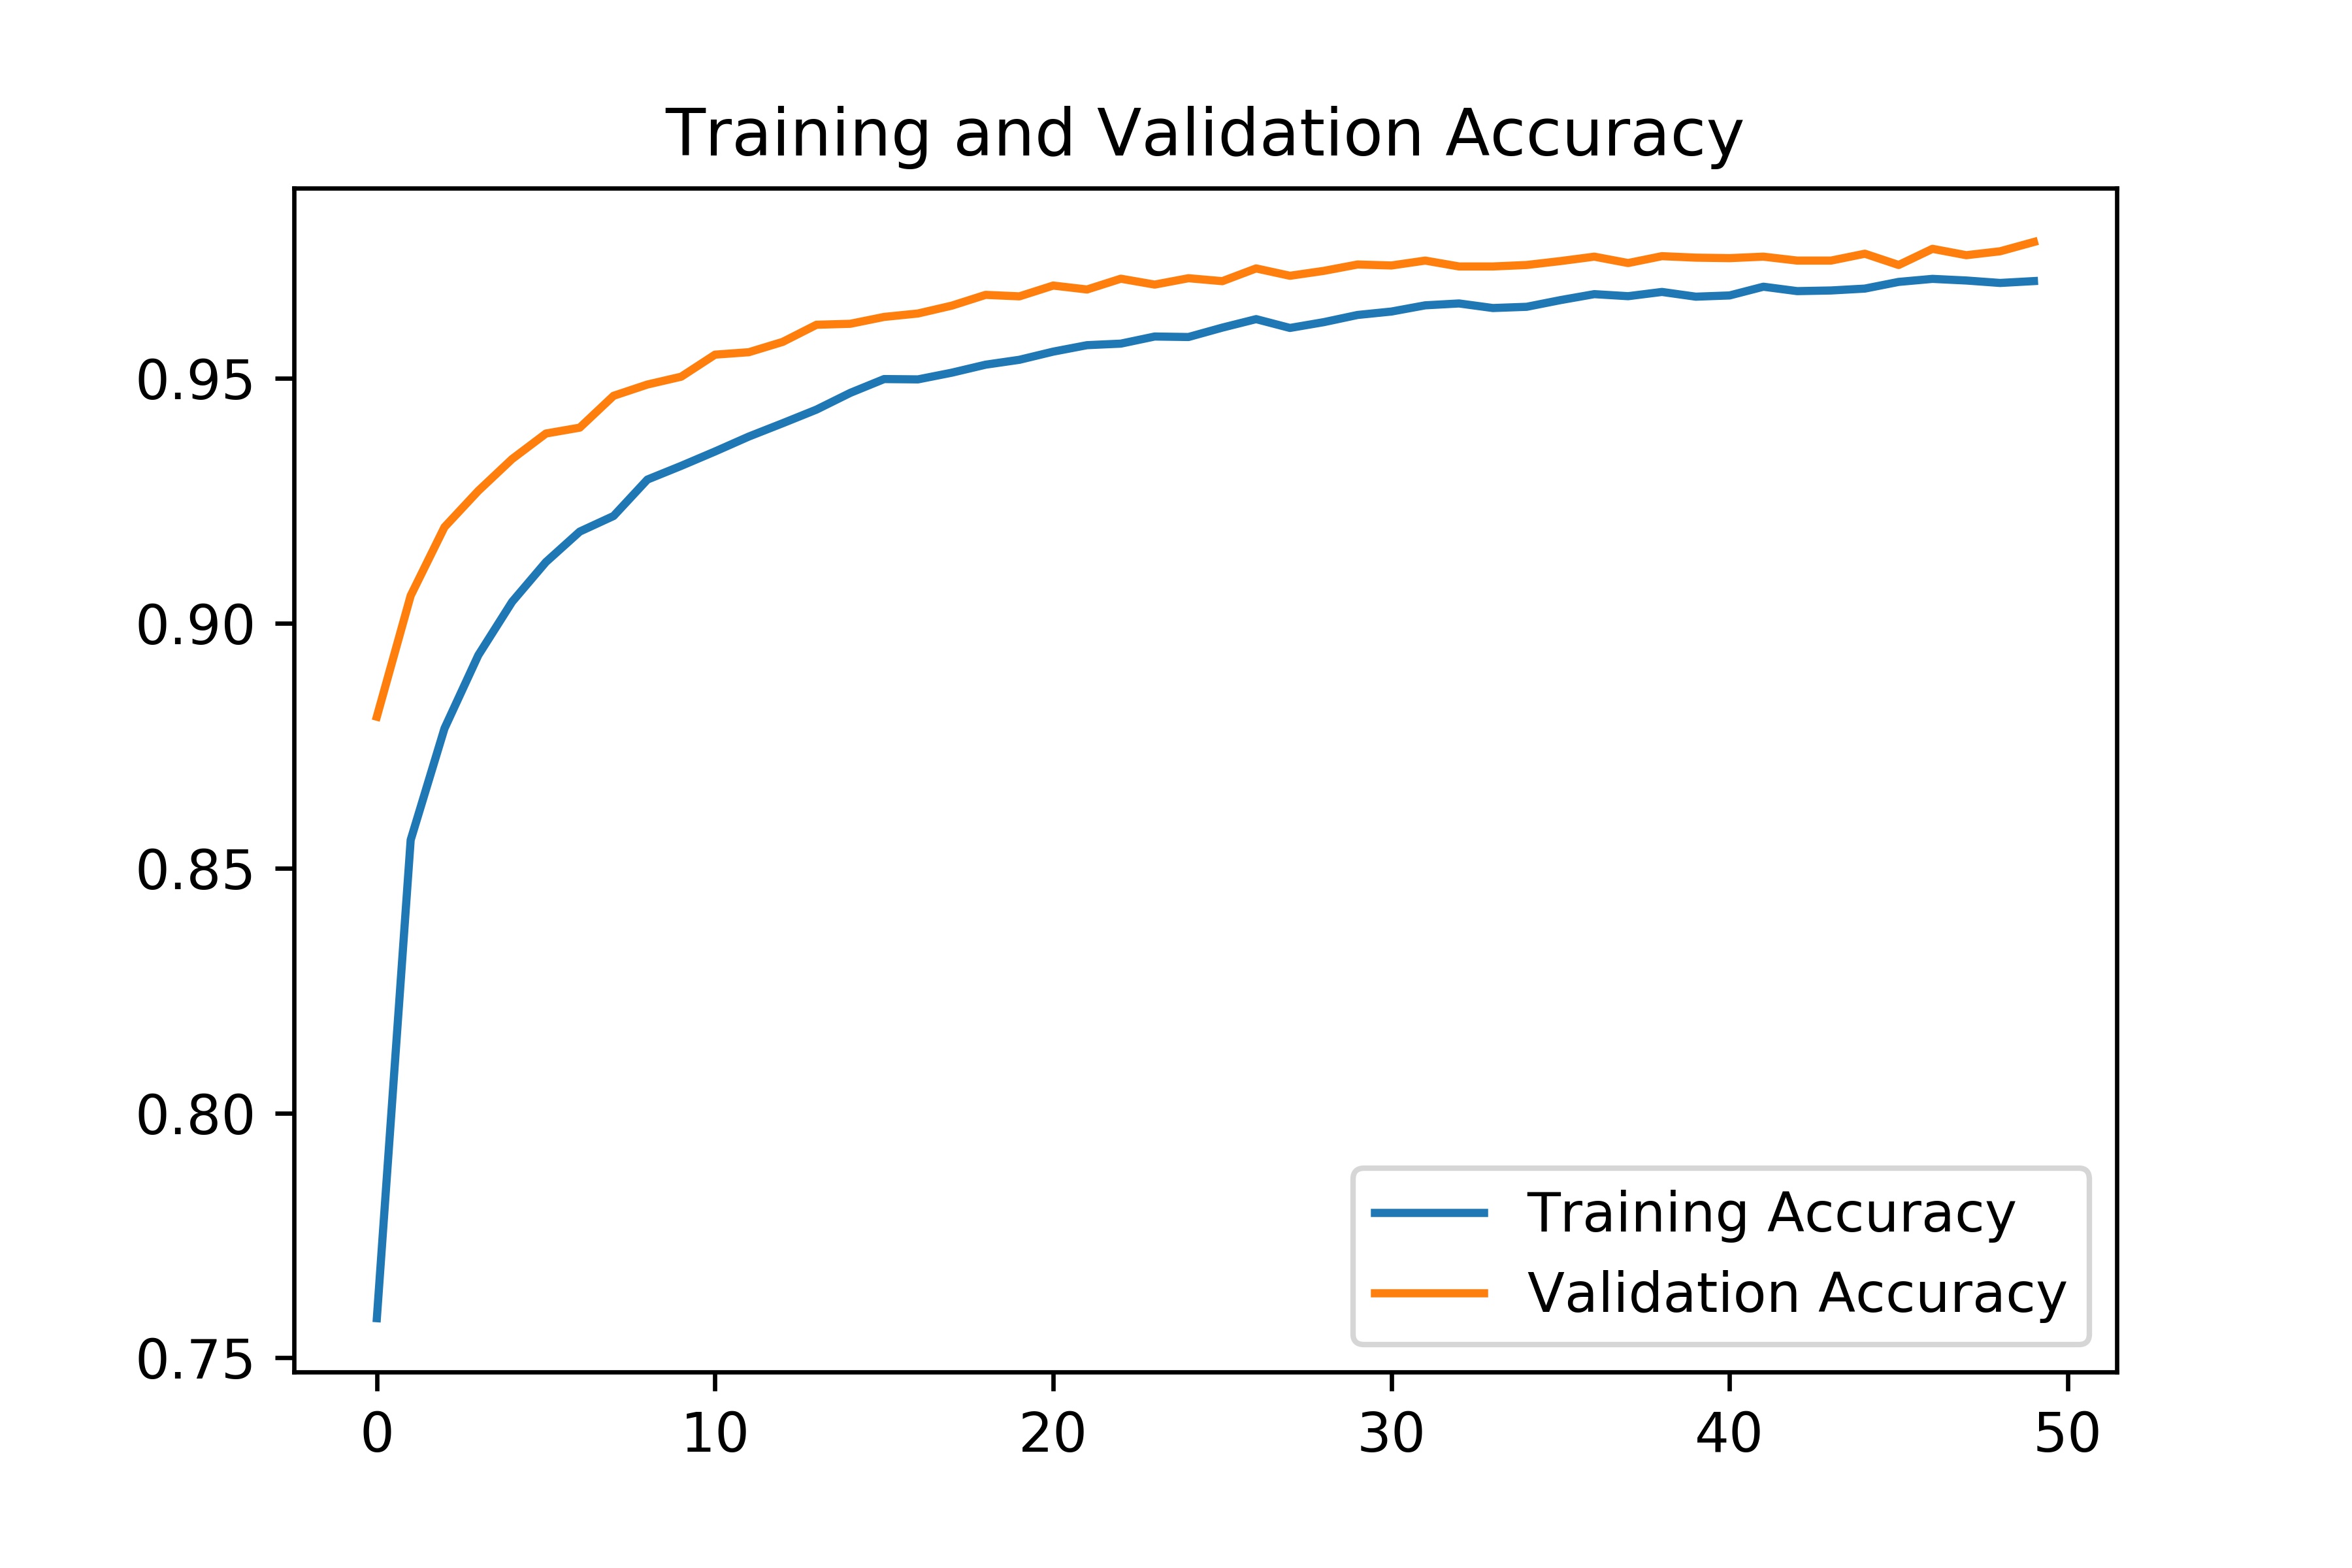 Training and Validation Accuracy
0.95
0.90
0.85
0.80
0.75
Training Accuracy
Validation Accuracy
0 10 20 30 40 50